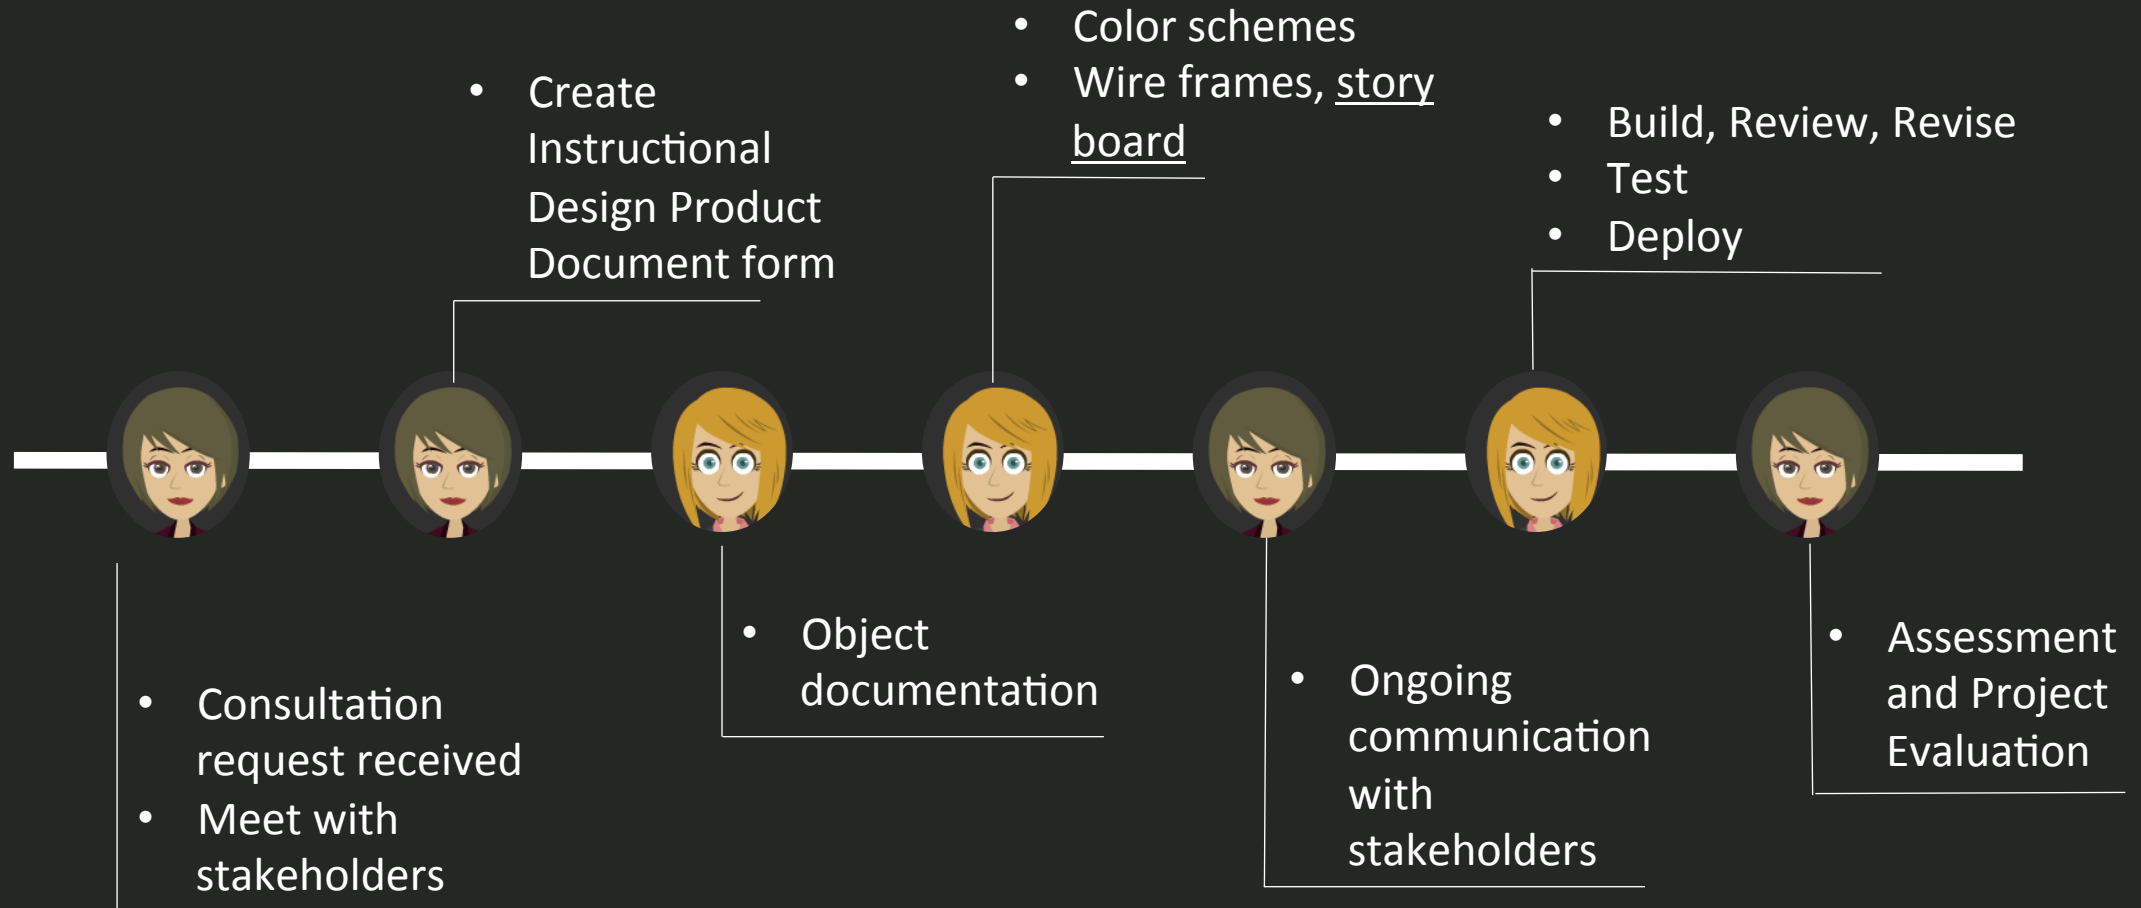 • Consultation
request received
• Meet with
stakeholders
• Create
Instructional
Design Product
Document form
• Object
documentation
• Color schemes
• Wire frames, story
board
• Ongoing
communication
with
stakeholders
• Build, Review, Revise
• Test
• Deploy
• Assessment
and Project
Evaluation